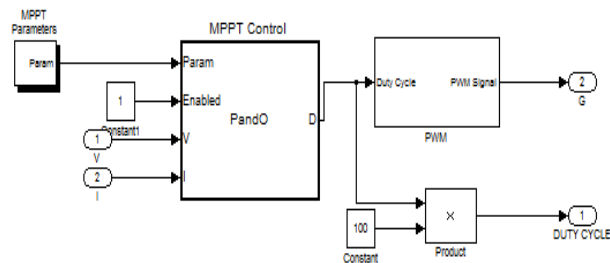 MPPT
Parameters
Param
MPPT Control
Param
Enabled
V
I
PandO
D
1
Constant1
1
V
2
I
Duty Cycle
PWM Signal
PWM
2
G
100
Constant
×
Product
1
DUTY CYCLE